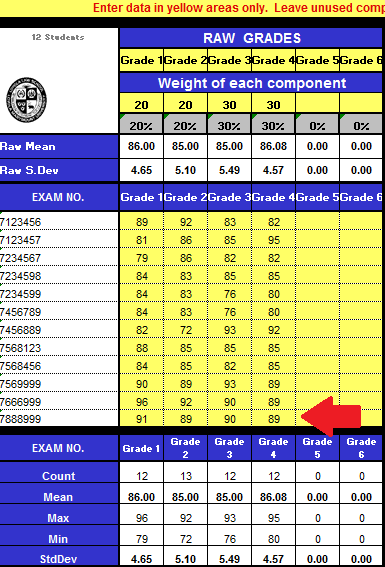 Enter data in yellow areas only. Leave unused comp
12 Students
RAW GRADES
Grade 1 Grade 2 Grade 3 Grade 4 Grade 5 Grade 6
Weight of each component
20 20 30 30
20% 20% 30% 30% 0% 0%
Raw Mean 86.00 85.00 85.00 86.08 0.00 0.00
Raw S.Dev 4.65 5.10 5.49 4.57 0.00 0.00
EXAM NO. Grade 1 Grade 2 Grade 3 Grade 4 Grade 5 Grade 6
7123456 89 92 83 82
7123457 81 86 85 95
7234567 79 86 82 82
7234598 84 83 85 85
7234599 84 83 76 80
7456789 84 83 76 80
7456889 82 72 93 92
7568123 88 85 85 85
7568456 84 85 82 85
7569999 90 89 93 89
7666999 96 92 90 89
7888999 91 89 90 89
EXAM NO. Grade 1 Grade 2 Grade 3 Grade 4 Grade 5 Grade 6
Count 12 13 12 12 0 0
Mean 86.00 85.00 85.00 86.08 0.00 0.00
Max 96 92 93 95 0 0
Min 79 72 76 80 0 0
StdDev 4.65 5.10 5.49 4.57 0.00 0.00